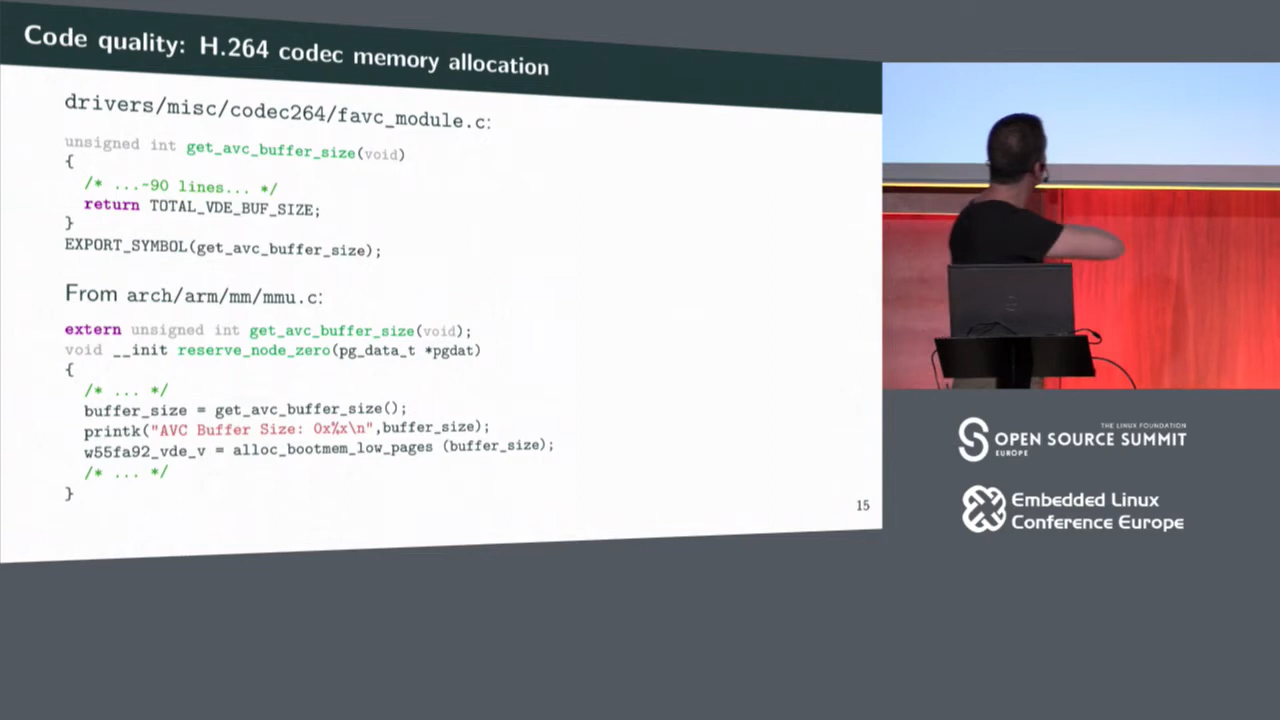 Code quality: H.264 codec memory allocation
drivers/misc/codec264/favc_module.c:
unsigned int get_avc_buffer_size(void)
{
/* ...~90 lines... */
return TOTAL_VDE_BUF_SIZE;
}
EXPORT_SYMBOL(get_avc_buffer_size);
From arch/arm/mm/mmu.c:
extern unsigned int get_avc_buffer_size(void);
void __init reserve_node_zero(pg_data_t *pgdat)
{
/* ... */
buffer_size = get_avc_buffer_size();
printk("AVC Buffer Size: 0x%x\n",buffer_size);
w55fa92_vde_v = alloc_bootmem_low_pages (buffer_size);
/* ... */
}
15
THE LINUX FOUNDATION
OPEN SOURCE SUMMIT
EUROPE
Embedded Linux
Conference Europe